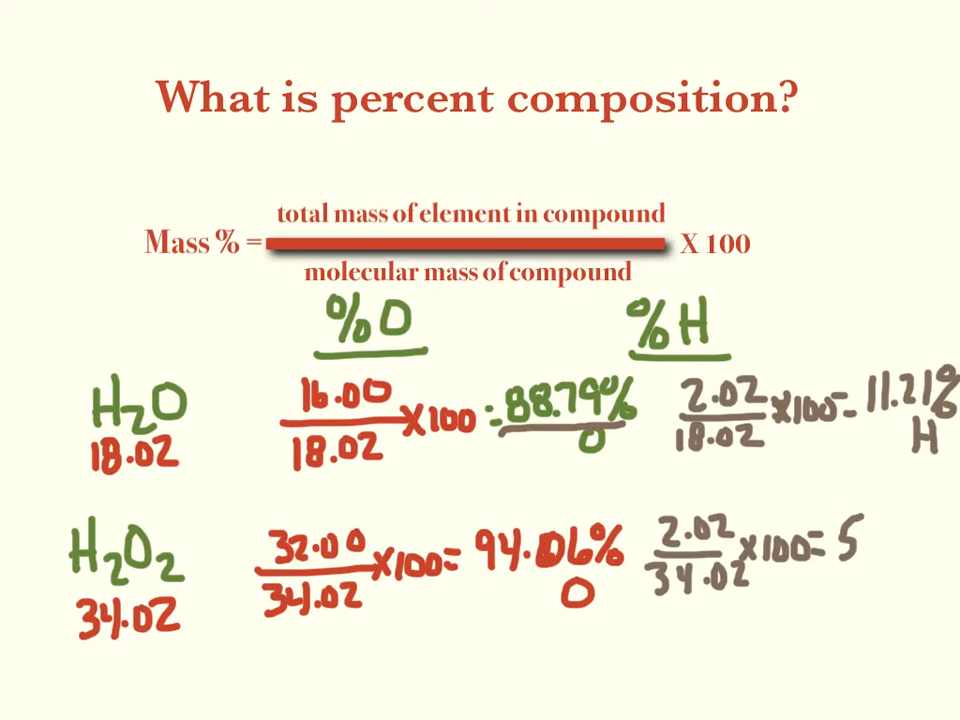 What is percent composition?
total mass of element in compound
Mass % = X 100
molecular mass of compound
%O %H
H2O 16.00 X100 = 88.79% 2.02 x100 = 11.21%
18.02 18.02 O 18.02 H
H2O2 32.00 x100= 94.06% 2.02 x100= 5
34.02 34.02 O 34.02